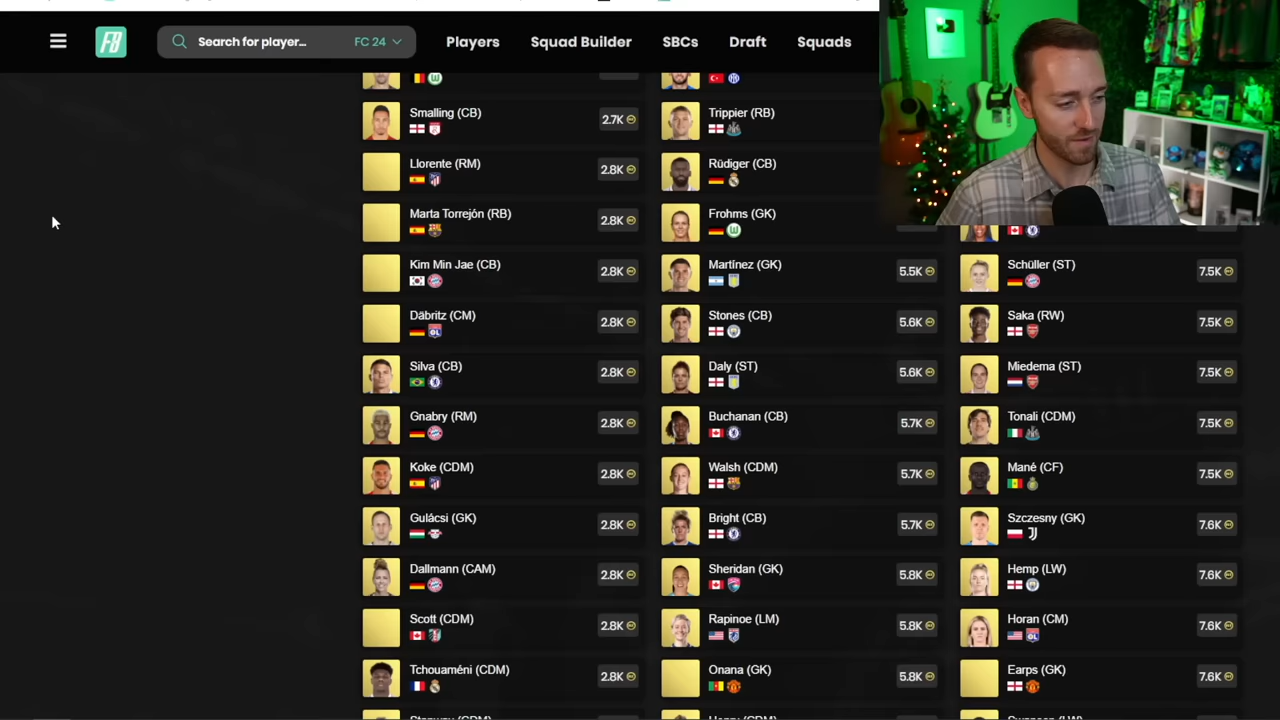 FB
Search for player...
FC 24
Players
Squad Builder
SBCs
Draft
Squads
Smalling (CB)
2.7K
Llorente (RM)
2.8K
Marta Torrejón (RB)
2.8K
Kim Min Jae (CB)
2.8K
Däbritz (CM)
2.8K
Silva (CB)
2.8K
Gnabry (RM)
2.8K
Koke (CDM)
2.8K
Gulácsi (GK)
2.8K
Dallmann (CAM)
2.8K
Scott (CDM)
2.8K
Tchouaméni (CDM)
2.8K
Trippier (RB)
Rüdiger (CB)
Frohms (GK)
Martínez (GK)
5.5K
Stones (CB)
5.6K
Daly (ST)
5.6K
Buchanan (CB)
5.7K
Walsh (CDM)
5.7K
Bright (CB)
5.7K
Sheridan (GK)
5.8K
Rapinoe (LM)
5.8K
Onana (GK)
5.8K
Schüller (ST)
7.5K
Saka (RW)
7.5K
Miedema (ST)
7.5K
Tonali (CDM)
7.5K
Mané (CF)
7.5K
Szczesny (GK)
7.6K
Hemp (LW)
7.6K
Horan (CM)
7.6K
Earps (GK)
7.6K